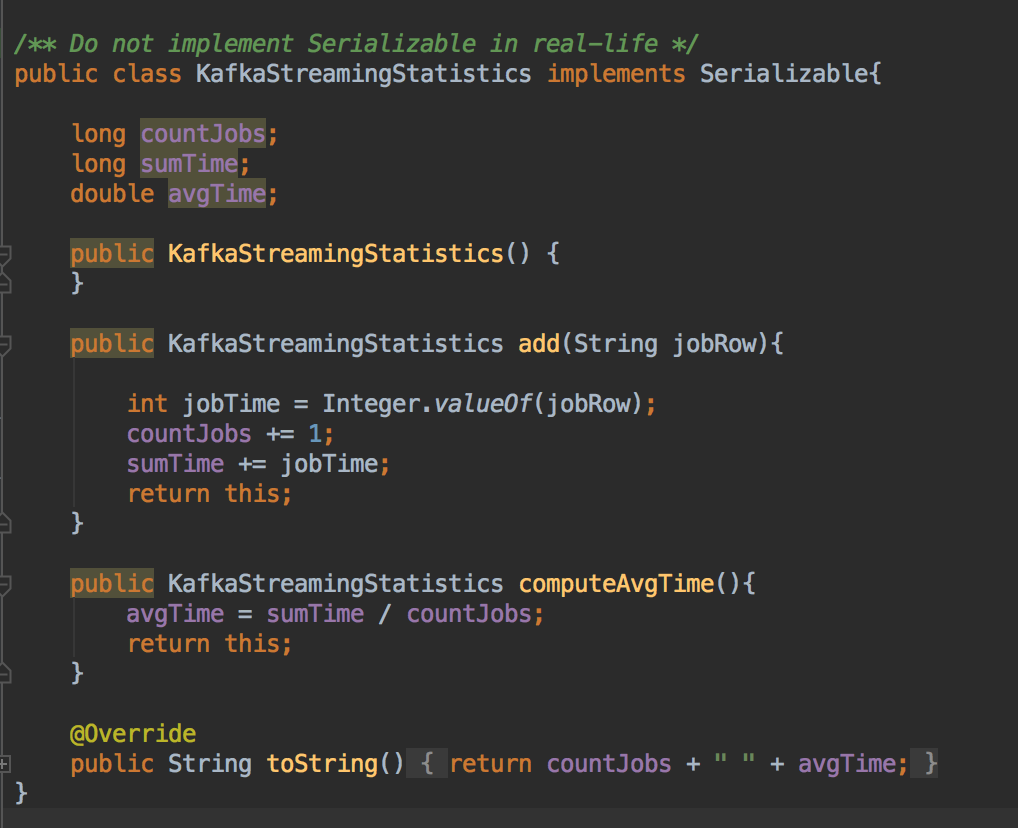 /** Do not implement Serializable in real-life */
public class KafkaStreamingStatistics implements Serializable{
long countJobs;
long sumTime;
double avgTime;
public KafkaStreamingStatistics() {
}
public KafkaStreamingStatistics add(String jobRow){
int jobTime = Integer.valueOf(jobRow);
countJobs += 1;
sumTime += jobTime;
return this;
}
public KafkaStreamingStatistics computeAvgTime(){
avgTime = sumTime / countJobs;
return this;
}
@Override
public String toString() { return countJobs + " " + avgTime; }
}